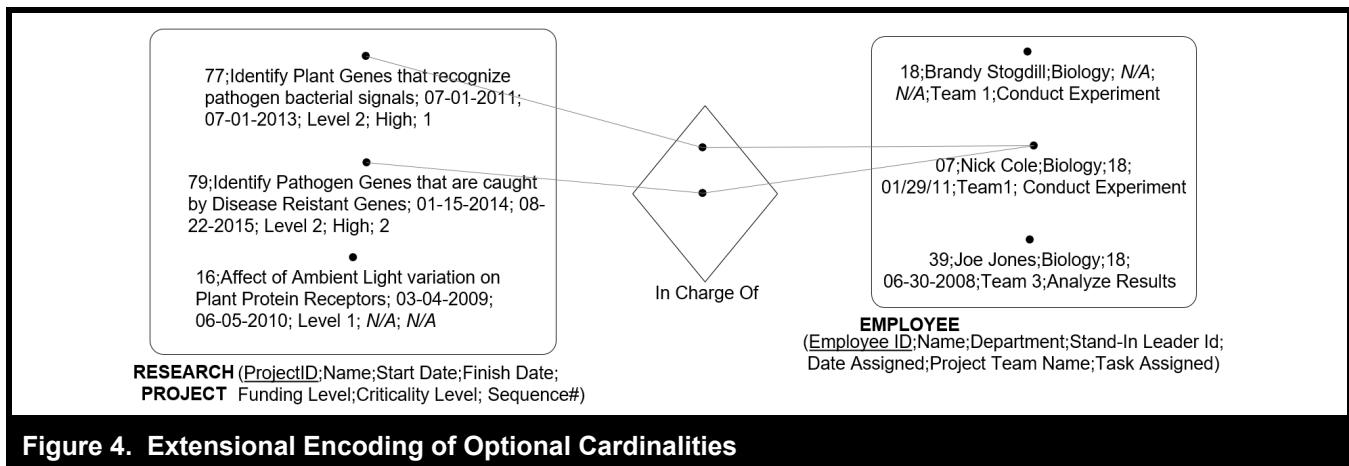 77;Identify Plant Genes that recognize
pathogen bacterial signals; 07-01-2011;
07-01-2013; Level 2; High; 1
79;Identify Pathogen Genes that are caught
by Disease Reistant Genes; 01-15-2014; 08-
22-2015; Level 2; High; 2
16;Affect of Ambient Light variation on
Plant Protein Receptors; 03-04-2009;
06-05-2010; Level 1; N/A; N/A
RESEARCH (ProjectID;Name;Start Date;Finish Date;
PROJECT Funding Level;Criticality Level; Sequence#)
In Charge Of
18;Brandy Stogdill;Biology; N/A;
N/A;Team 1;Conduct Experiment
07;Nick Cole;Biology;18;
01/29/11;Team1; Conduct Experiment
39;Joe Jones;Biology;18;
06-30-2008;Team 3;Analyze Results
EMPLOYEE
(Employee ID;Name;Department;Stand-In Leader Id;
Date Assigned;Project Team Name;Task Assigned)
Figure 4. Extensional Encoding of Optional Cardinalities